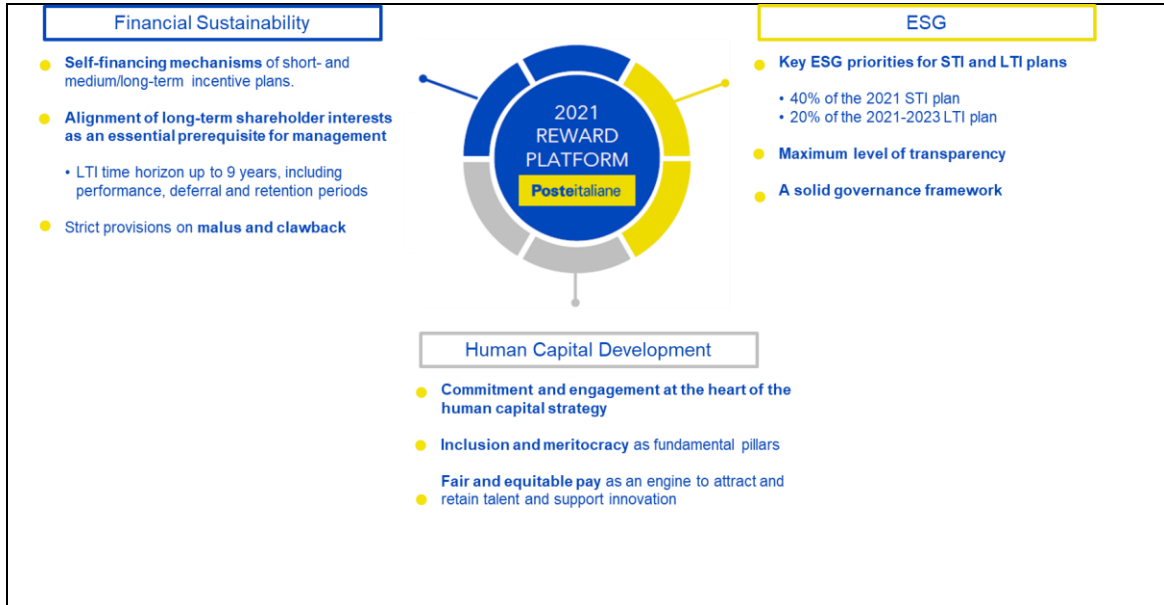 Financial Sustainability
Self-financing mechanisms of short- and
medium/long-term incentive plans.
Alignment of long-term shareholder interests
as an essential prerequisite for management
• LTI time horizon up to 9 years, including
performance, deferral and retention periods
Strict provisions on malus and clawback
2021
REWARD
PLATFORM
Posteitaliane
ESG
Key ESG priorities for STI and LTI plans
• 40% of the 2021 STI plan
• 20% of the 2021-2023 LTI plan
Maximum level of transparency
A solid governance framework
Human Capital Development
Commitment and engagement at the heart of the
human capital strategy
Inclusion and meritocracy as fundamental pillars
Fair and equitable pay as an engine to attract and
retain talent and support innovation